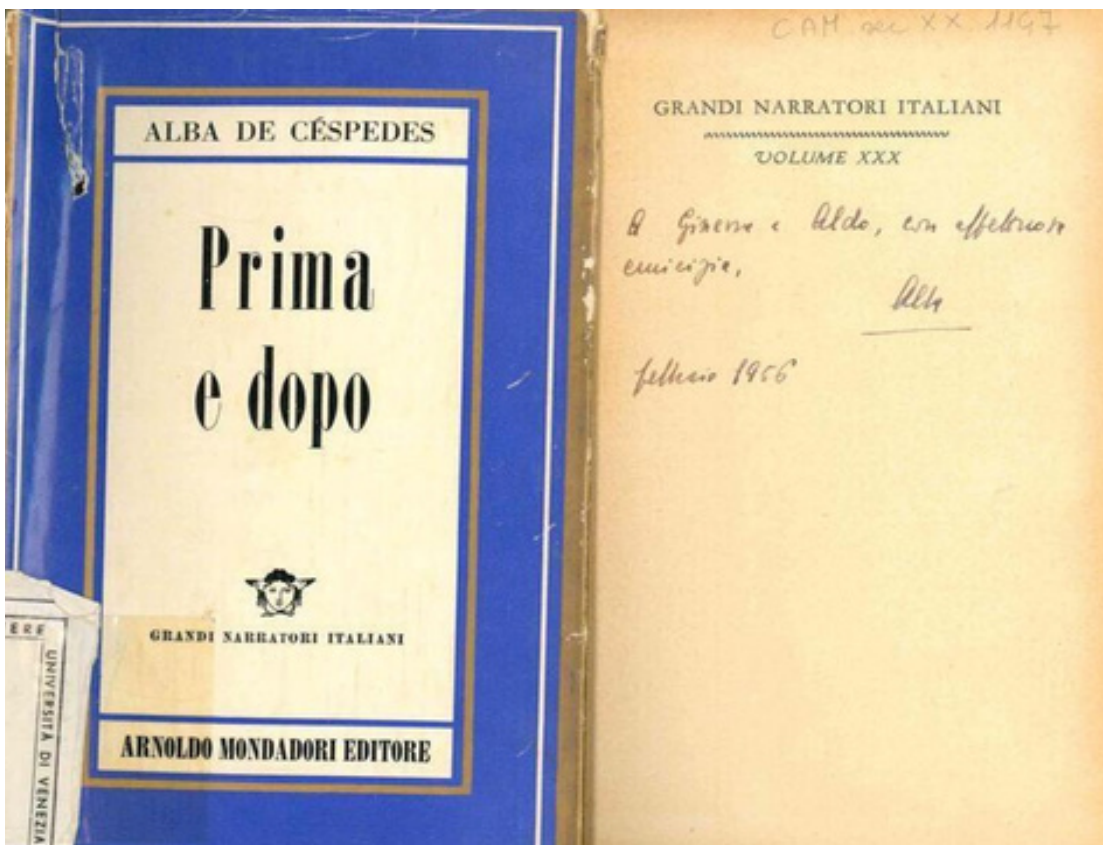 ALBA DE CÉSPEDES
Prima
e dopo
GRANDI NARRATORI ITALIANI
ARNOLDO MONDADORI EDITORE
ERE
UNIVERSITÀ DI VENEZIA
CAM sec XX 1147
GRANDI NARRATORI ITALIANI
VOLUME XXX
A Ginevra e Aldo, con affettuosa
amicizia,
Alba
febbraio 1956